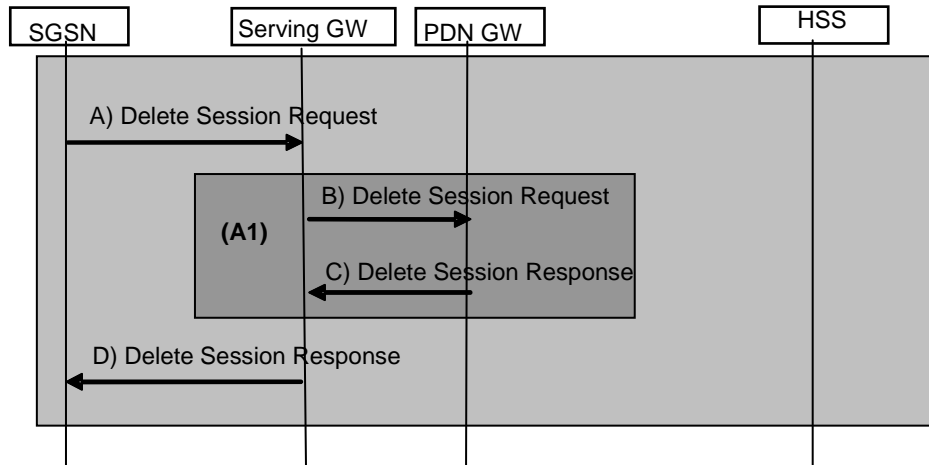 SGSN
Serving GW
PDN GW
HSS
A) Delete Session Request
B) Delete Session Request
(A1)
C) Delete Session Response
D) Delete Session Response